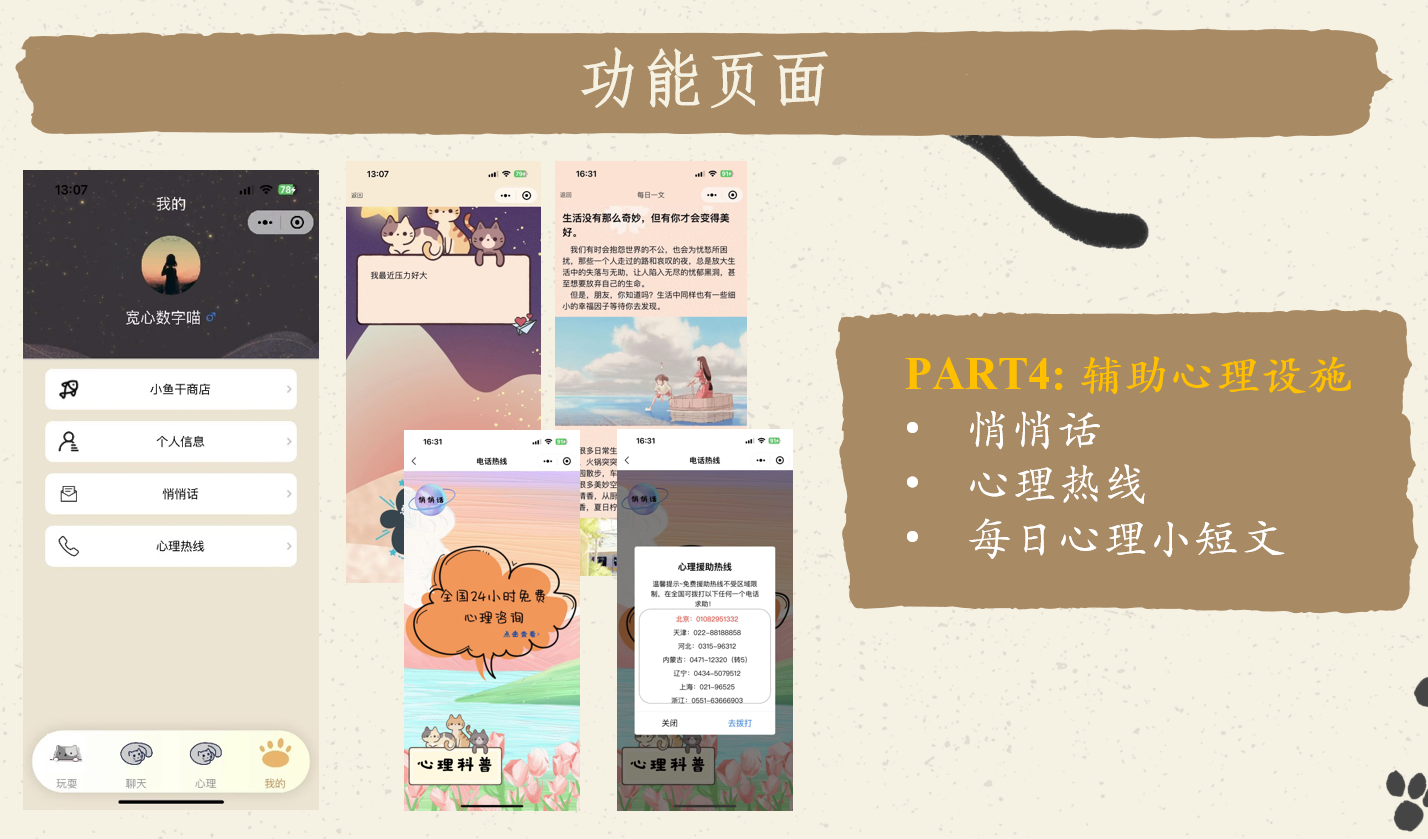 功能页面
13:07
78
我的
宽心数字喵
小鱼干商店
个人信息
悄悄话
心理热线
玩耍
聊天
心理
我的
13:07
返回
我最近压力好大
16:31
91
返回
每日一文
生活没有那么奇妙，但有你才会变得美
好。
我们有时会抱怨世界的不公，也会为忧愁所困
扰，那些一个人走过的路和哀叹的夜，总是放大生
活中的失落与无助，让人陷入无尽的忧郁黑洞，甚
至想要放弃自己的生命。
但是，朋友，你知道吗？生活中同样也有一些细
小的幸福因子等待你去发现。
很多日常生
火锅突突
园散步，车
很多美妙空
清香，从厨
香，夏日柠
16:31
91
电话热线
悄悄话
全国24小时免费
心理咨询
点击查看>
心理科普
16:31
91
电话热线
悄悄话
心理援助热线
温馨提示-免费援助热线不受区域限
制，在全国可拨打以下任何一个电话
求助！
北京：01082951332
天津：022-88188858
河北：0315-96312
内蒙古：0471-12320（转5）
辽宁：0434-5079512
上海：021-96525
浙江：0551-63666903
关闭
去拨打
心理科普
PART4: 辅助心理设施
• 悄悄话
• 心理热线
• 每日心理小短文